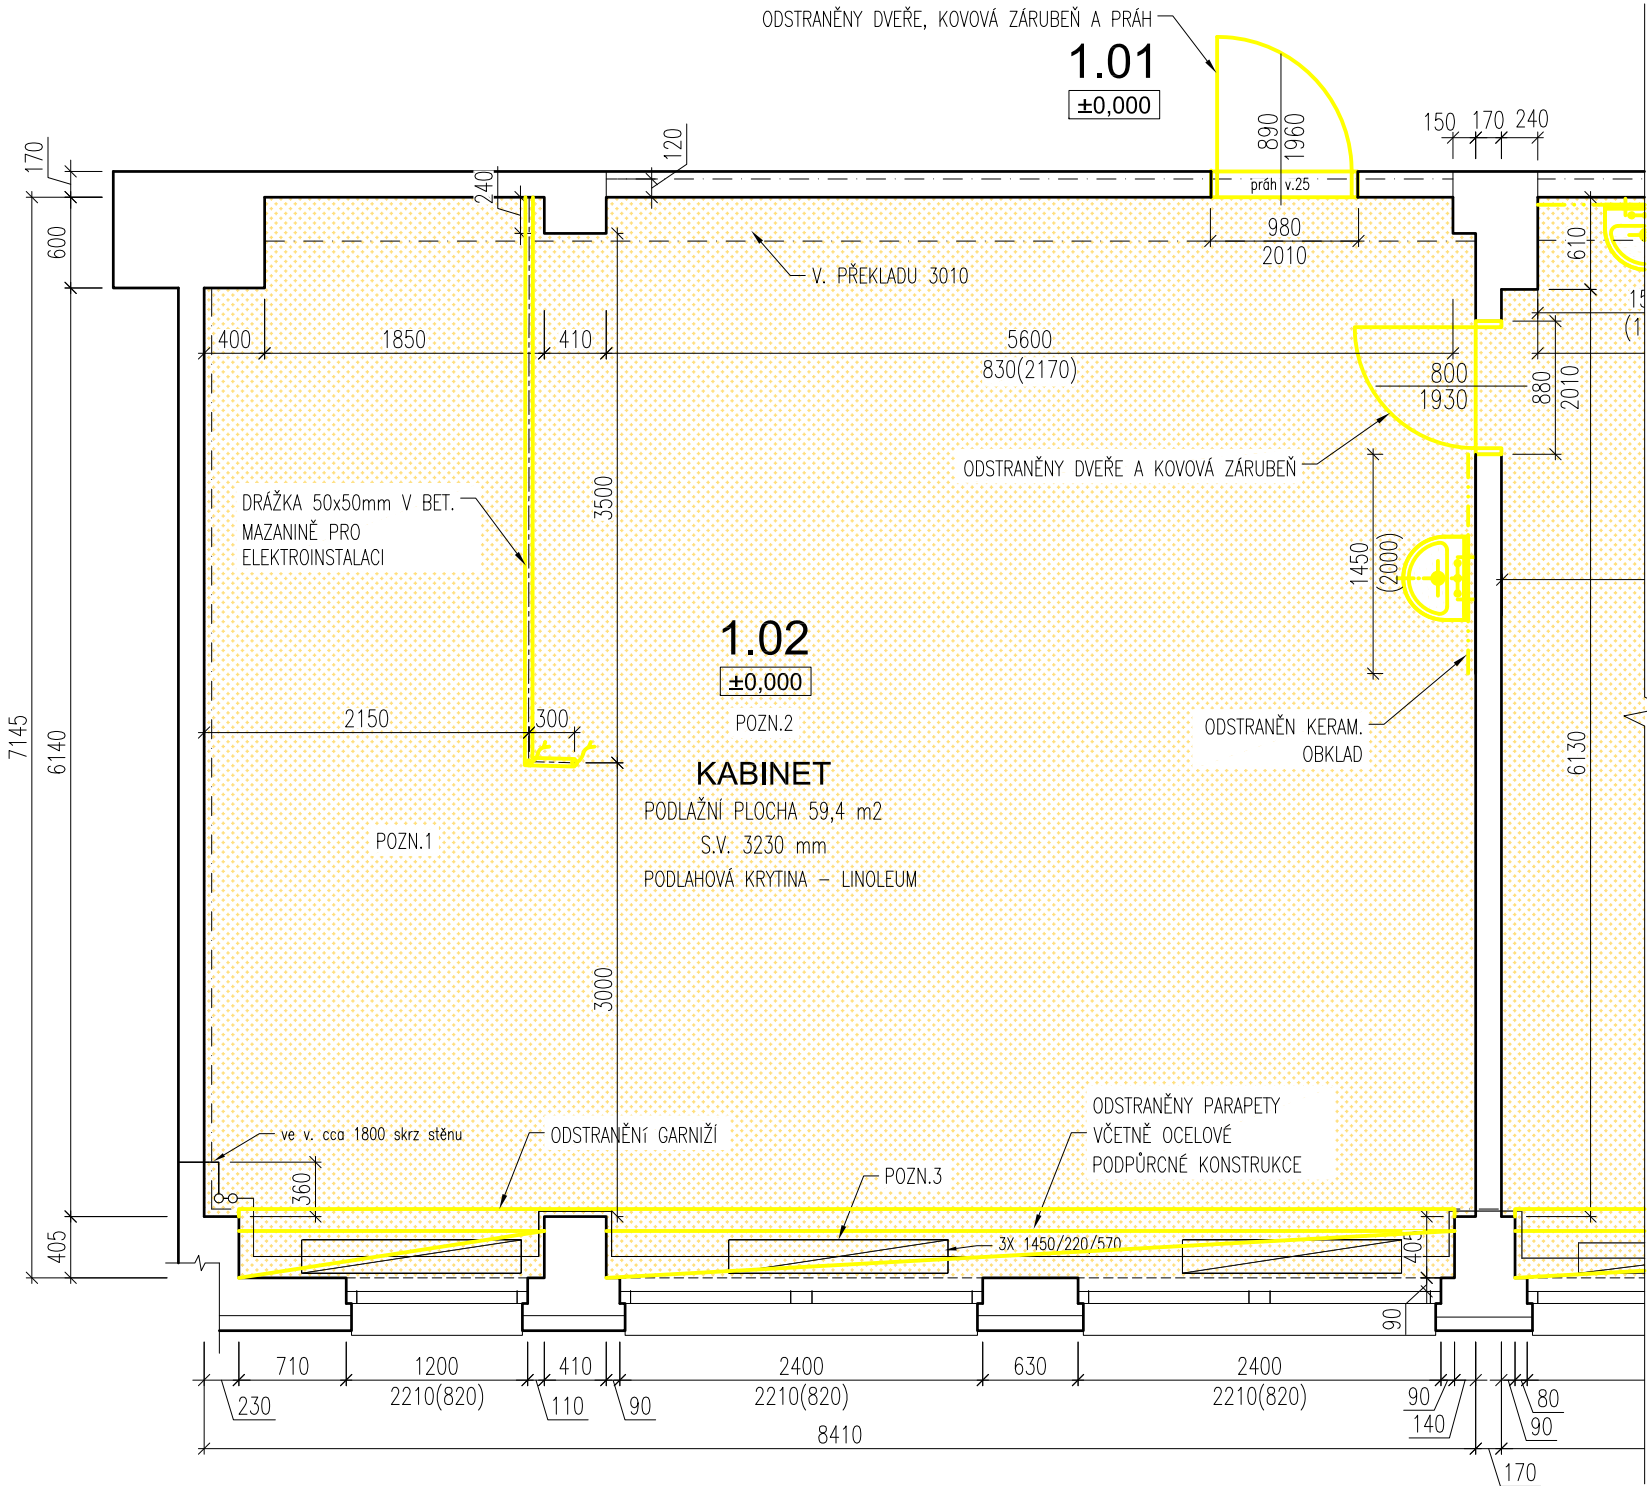 ODSTRANĚNY DVEŘE, KOVOVÁ ZÁRUBEŇ A PRÁH
1.01
±0,000
890
1960
150 170 240
170
120
240
práh v.25
980
2010
600
610
V. PŘEKLADU 3010
400
1850
410
5600
830(2170)
800
1930
880
2010
ODSTRANĚNY DVEŘE A KOVOVÁ ZÁRUBEŇ
DRÁŽKA 50x50mm V BET.
MAZANINĚ PRO
ELEKTROINSTALACI
3500
1450
(2000)
1.02
±0,000
POZN.2
2150
300
ODSTRANĚN KERAM.
OBKLAD
7145
6140
6130
KABINET
PODLAŽNÍ PLOCHA 59,4 m2
S.V. 3230 mm
PODLAHOVÁ KRYTINA – LINOLEUM
POZN.1
3000
ve v. cca 1800 skrz stěnu
ODSTRANĚNí GARNIŽÍ
ODSTRANĚNY PARAPETY
VČETNĚ OCELOVÉ
PODPŮRCNÉ KONSTRUKCE
POZN.3
360
405
3X 1450/220/570
405
90
710
1200
2210(820)
410
2400
2210(820)
630
2400
2210(820)
230
110
90
90
140
80
90
8410
170